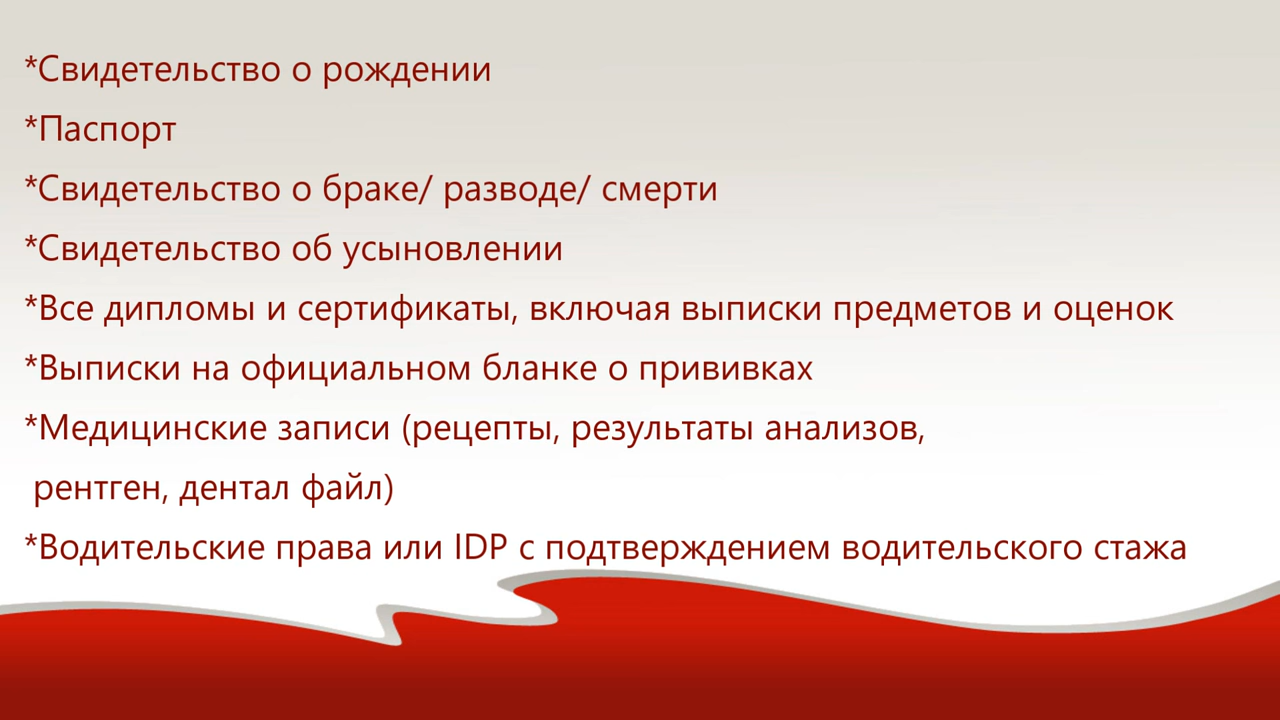 *Свидетельство о рождении
*Паспорт
*Свидетельство о браке/ разводе/ смерти
*Свидетельство об усыновлении
*Все дипломы и сертификаты, включая выписки предметов и оценок
*Выписки на официальном бланке о прививках
*Медицинские записи (рецепты, результаты анализов,
рентген, дентал файл)
*Водительские права или IDP с подтверждением водительского стажа